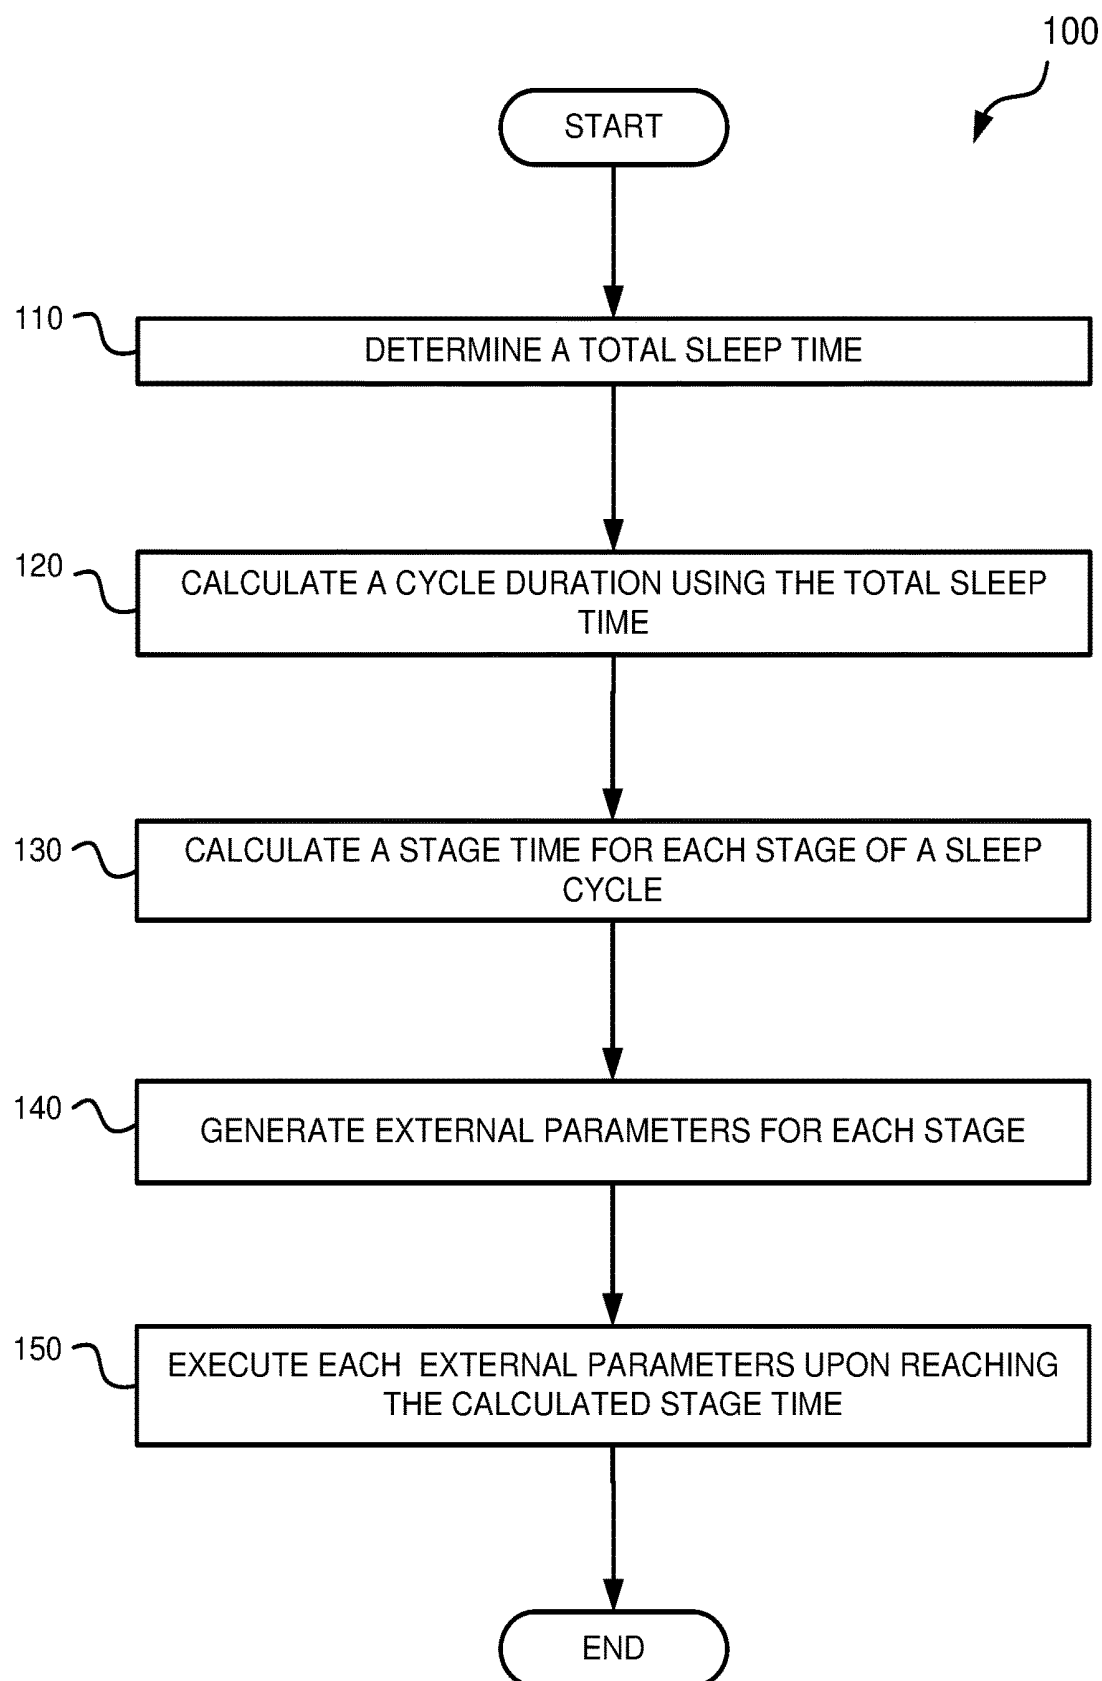 100
START
110
DETERMINE A TOTAL SLEEP TIME
120
CALCULATE A CYCLE DURATION USING THE TOTAL SLEEP
TIME
130
CALCULATE A STAGE TIME FOR EACH STAGE OF A SLEEP
CYCLE
140
GENERATE EXTERNAL PARAMETERS FOR EACH STAGE
150
EXECUTE EACH EXTERNAL PARAMETERS UPON REACHING
THE CALCULATED STAGE TIME
END